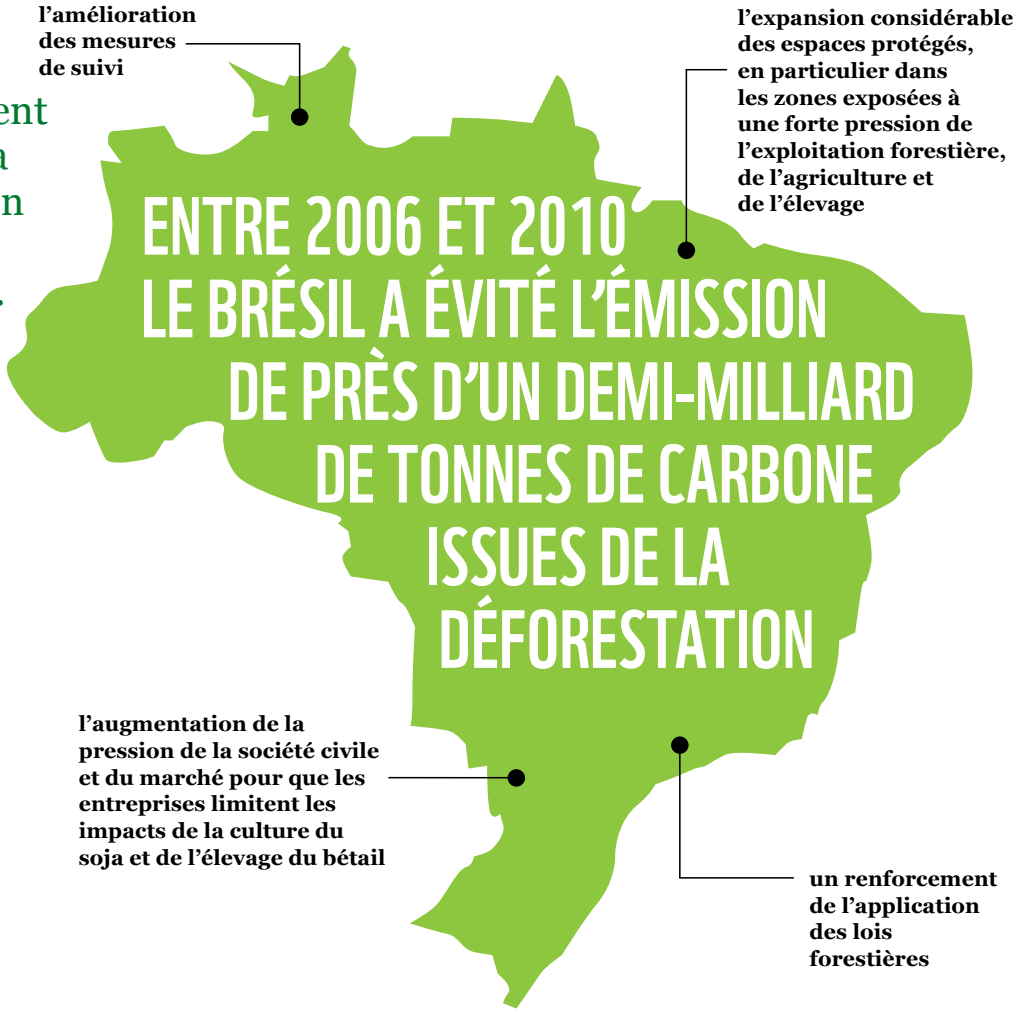 l’amélioration
des mesures
de suivi
l’expansion considérable
des espaces protégés,
en particulier dans
les zones exposées à
une forte pression de
l’exploitation forestière,
de l’agriculture et
de l’élevage
ENTRE 2006 ET 2010
LE BRÉSIL A ÉVITÉ L’ÉMISSION
DE PRÈS D’UN DEMI-MILLIARD
DE TONNES DE CARBONE
ISSUES DE LA
DÉFORESTATION
l’augmentation de la
pression de la société civile
et du marché pour que les
entreprises limitent les
impacts de la culture du
soja et de l’élevage du bétail
un renforcement
de l’application
des lois
forestières